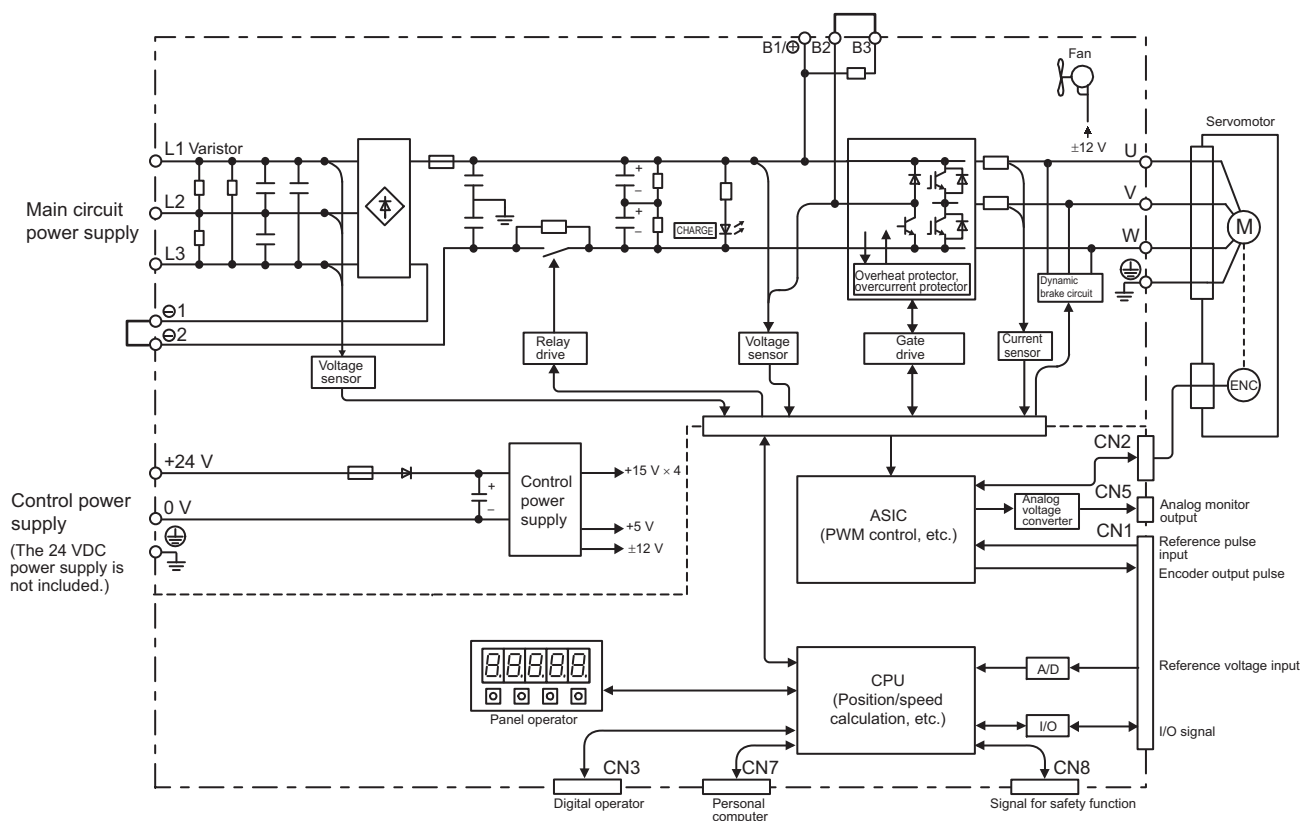 B1/⊕ B2 B3
Fan
±12 V
Servomotor
L1 Varistor
L2
L3
Main circuit
power supply
⊖1
⊖2
+
–
+
–
CHARGE
Overheat protector,
overcurrent protector
U
V
W
M
Dynamic
brake circuit
Voltage
sensor
Relay
drive
Voltage
sensor
Gate
drive
Current
sensor
ENC
+24 V
0 V
Control power
supply
(The 24 VDC
power supply is
not included.)
+
–
Control
power
supply
+15 V × 4
+5 V
±12 V
ASIC
(PWM control, etc.)
Analog
voltage
converter
CN2
CN5
Analog monitor
output
CN1
Reference pulse
input
Encoder output pulse
8.8.8.8.8.
Panel operator
CPU
(Position/speed
calculation, etc.)
A/D
Reference voltage input
I/O
I/O signal
CN3
Digital operator
CN7
Personal
computer
CN8
Signal for safety function